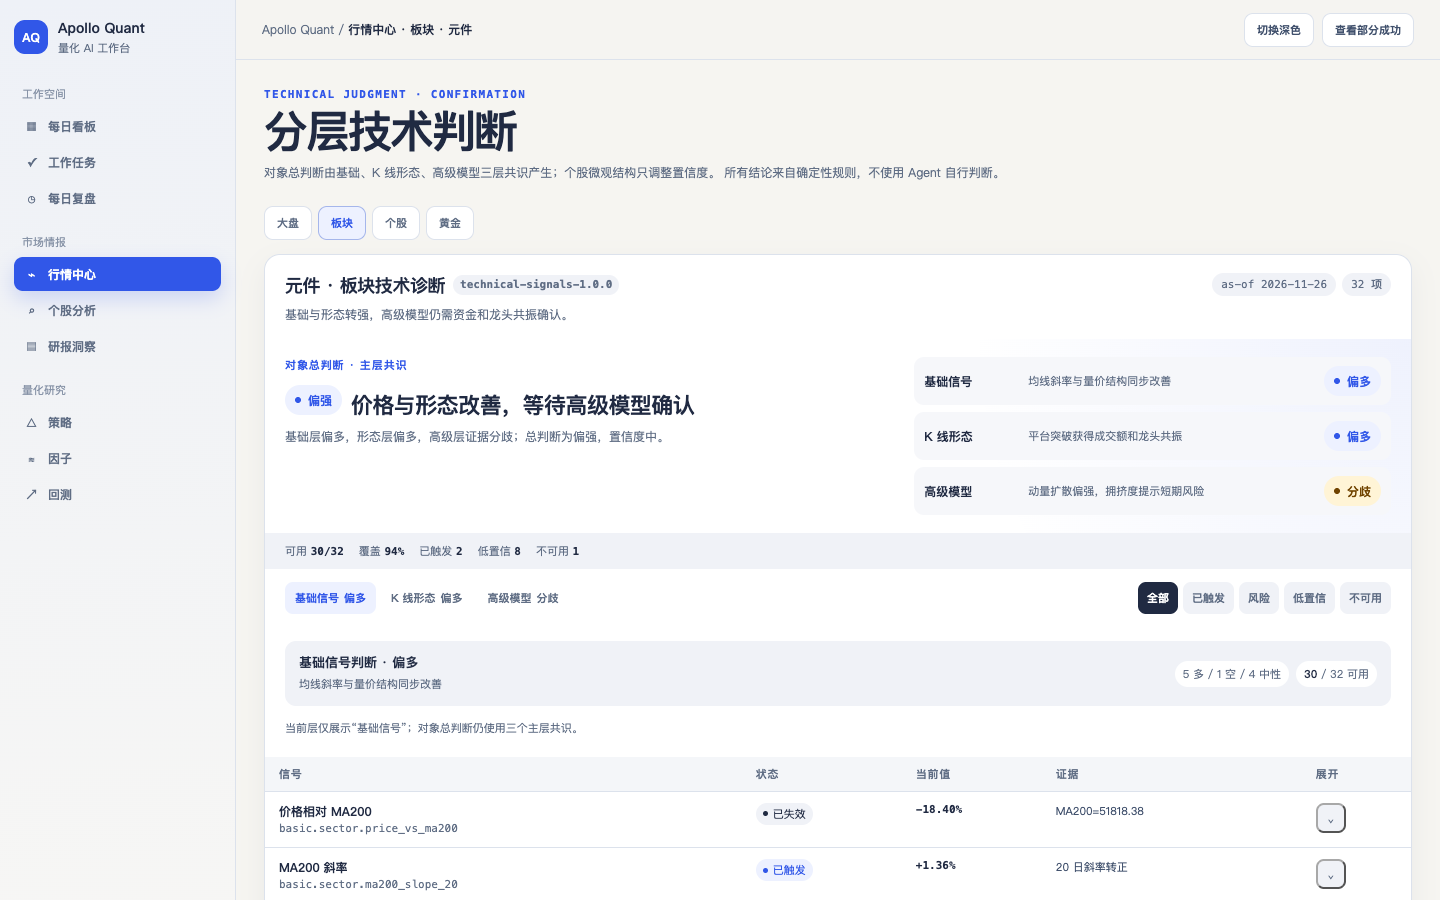 AQ
Apollo Quant
量化 AI 工作台
工作空间
每日看板
工作任务
每日复盘
市场情报
行情中心
个股分析
研报洞察
量化研究
策略
因子
回测
Apollo Quant / 行情中心 · 板块 · 元件
切换深色
查看部分成功
TECHNICAL JUDGMENT · CONFIRMATION
分层技术判断
对象总判断由基础、K 线形态、高级模型三层共识产生；个股微观结构只调整置信度。 所有结论来自确定性规则，不使用 Agent 自行判断。
大盘
板块
个股
黄金
元件 · 板块技术诊断 technical-signals-1.0.0
as-of 2026-11-26
32 项
基础与形态转强，高级模型仍需资金和龙头共振确认。
对象总判断 · 主层共识
偏强 价格与形态改善，等待高级模型确认
基础层偏多，形态层偏多，高级层证据分歧；总判断为偏强，置信度中。
基础信号 均线斜率与量价结构同步改善 偏多
K 线形态 平台突破获得成交额和龙头共振 偏多
高级模型 动量扩散偏强，拥挤度提示短期风险 分歧
可用 30/32 覆盖 94% 已触发 2 低置信 8 不可用 1
基础信号 偏多 K 线形态 偏多 高级模型 分歧
全部 已触发 风险 低置信 不可用
基础信号判断 · 偏多
均线斜率与量价结构同步改善
5 多 / 1 空 / 4 中性 30 / 32 可用
当前层仅展示“基础信号”；对象总判断仍使用三个主层共识。
信号 状态 当前值 证据 展开
价格相对 MA200 已失效 -18.40% MA200=51818.38
basic.sector.price_vs_ma200
MA200 斜率 已触发 +1.36% 20 日斜率转正
basic.sector.ma200_slope_20